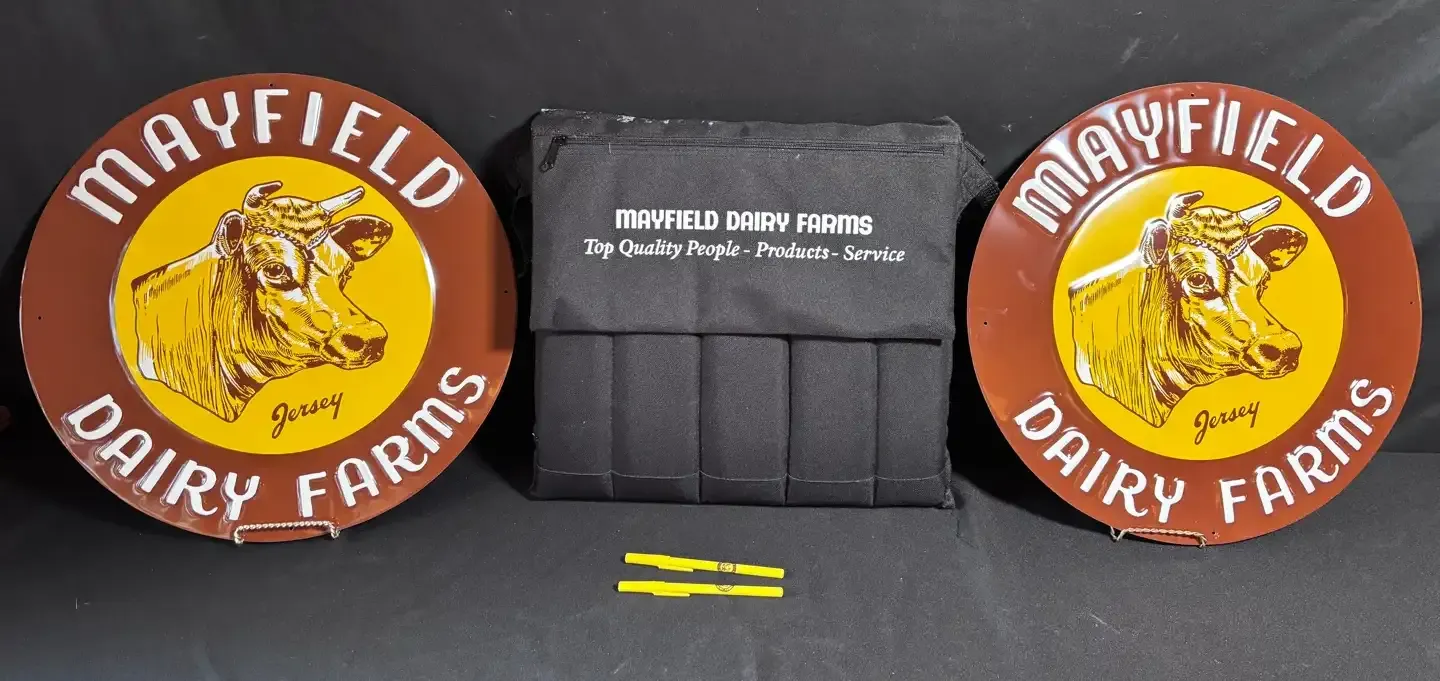 MAYFIELD
Jersey
DAIRY FARMS
MAYFIELD DAIRY FARMS
Top Quality People - Products - Service
MAYFIELD
Jersey
DAIRY FARMS